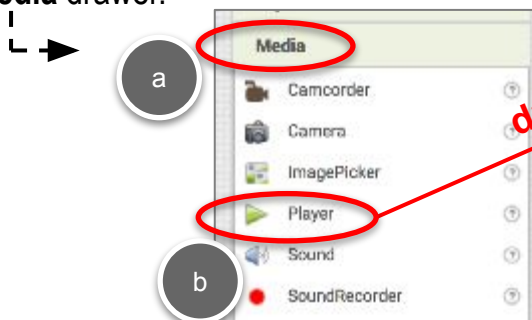 edia drawer.
Media
a
Camcorder
Camera
ImagePicker
d
Player
Sound
b
SoundRecorder